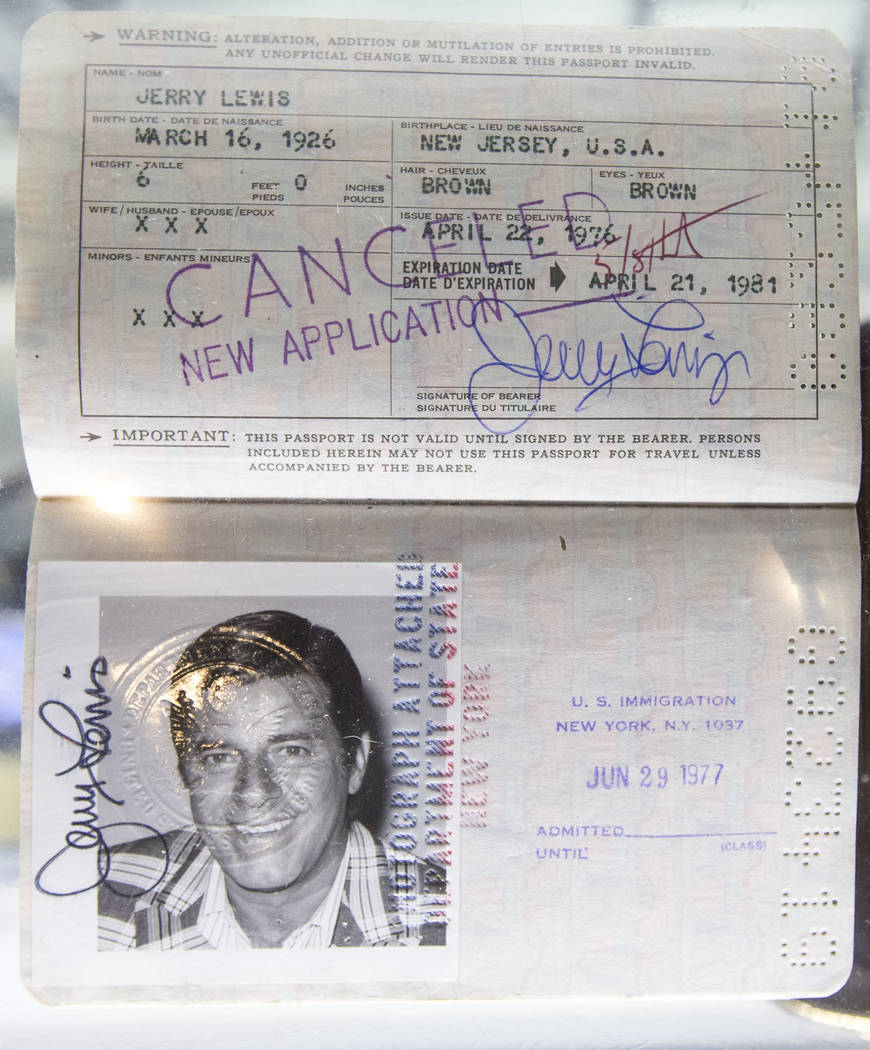 WARNING: ALTERATION, ADDITION OR MUTILATION OF ENTRIES IS PROHIBITED.
ANY UNOFFICIAL CHANGE WILL RENDER THIS PASSPORT INVALID.
NAME - NOM
JERRY LEWIS
BIRTH DATE - DATE DE NAISSANCE
MARCH 16, 1926
BIRTHPLACE - LIEU DE NAISSANCE
NEW JERSEY, U.S.A.
HEIGHT - TAILLE
6 FEET PIEDS 0 INCHES POUCES
HAIR - CHEVEUX
BROWN
EYES - YEUX
BROWN
WIFE/HUSBAND - EPOUSE/EPOUX
X X X
ISSUE DATE - DATE DE DELIVRANCE
APRIL 22, 1976
MINORS - ENFANTS MINEURS
X X X
EXPIRATION DATE
DATE D'EXPIRATION
APRIL 21, 1981
CANCELED
NEW APPLICATION
Jerry Lewis
SIGNATURE OF BEARER
SIGNATURE DU TITULAIRE
IMPORTANT: THIS PASSPORT IS NOT VALID UNTIL SIGNED BY THE BEARER. PERSONS
INCLUDED HEREIN MAY NOT USE THIS PASSPORT FOR TRAVEL UNLESS
ACCOMPANIED BY THE BEARER.
Jerry Lewis
PHOTOGRAPH ATTACHED
DEPARTMENT OF STATE
NEW YORK
U. S. IMMIGRATION
NEW YORK, N.Y. 1037
JUN 29 1977
ADMITTED
(CLASS)
UNTIL